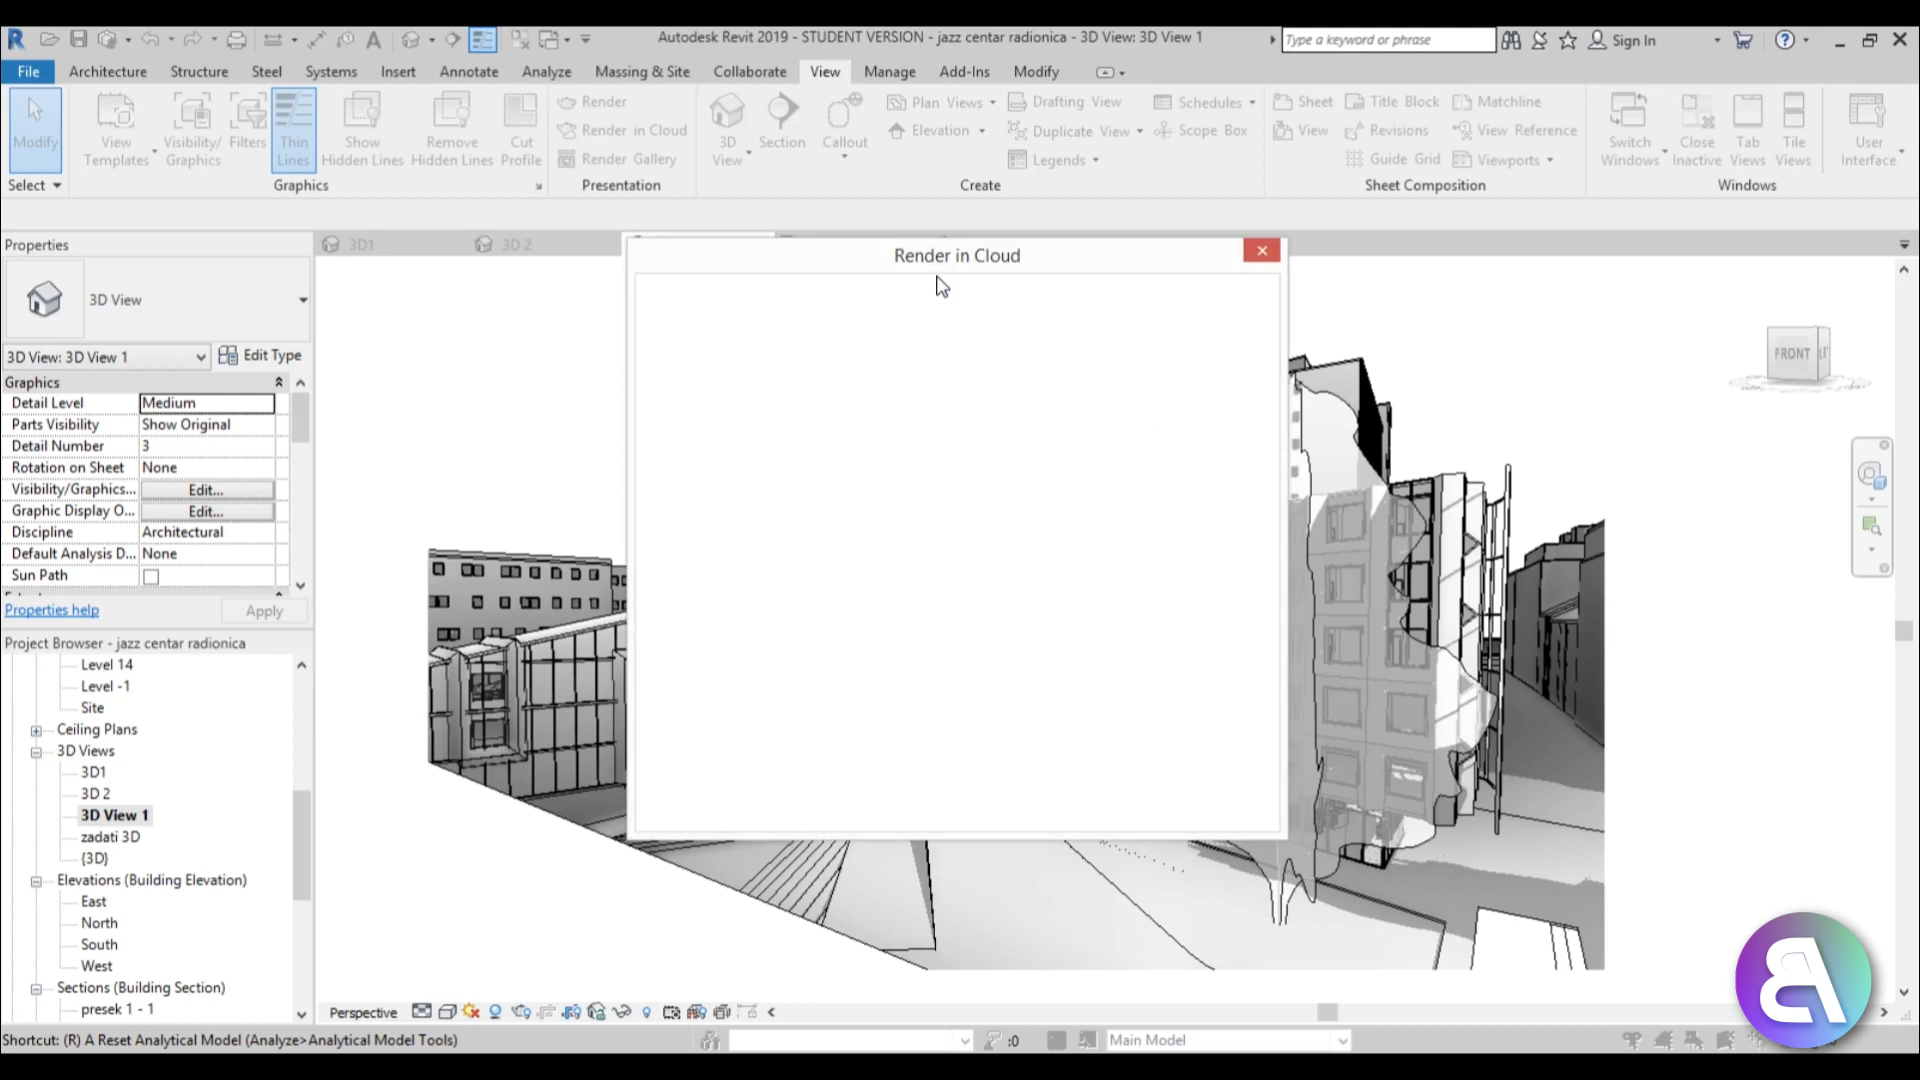 Autodesk Revit 2019 - STUDENT VERSION - jazz centar radionica - 3D View: 3D View 1
Type a keyword or phrase
Sign In
File Architecture Structure Steel Systems Insert Annotate Analyze Massing & Site Collaborate View Manage Add-Ins Modify
Modify
View Templates
Visibility/ Graphics
Filters
Thin Lines
Show Hidden Lines
Remove Hidden Lines
Cut Profile
Render
Render in Cloud
Render Gallery
3D View
Section
Callout
Plan Views
Elevation
Drafting View
Duplicate View
Legends
Schedules
Scope Box
Sheet
View
Title Block
Revisions
Guide Grid
Matchline
View Reference
Viewports
Switch Windows
Close Inactive
Tab Views
Tile Views
User Interface
Select
Graphics
Presentation
Create
Sheet Composition
Windows
Properties
3D1
3D 2
3D View
3D View: 3D View 1
Edit Type
Graphics
Detail Level Medium
Parts Visibility Show Original
Detail Number 3
Rotation on Sheet None
Visibility/Graphics... Edit...
Graphic Display O... Edit...
Discipline Architectural
Default Analysis D... None
Sun Path
Properties help
Apply
Project Browser - jazz centar radionica
Level 14
Level -1
Site
Ceiling Plans
3D Views
3D1
3D 2
3D View 1
zadati 3D
{3D}
Elevations (Building Elevation)
East
North
South
West
Sections (Building Section)
presek 1 - 1
Render in Cloud
FRONT
Perspective
Shortcut: (R) A Reset Analytical Model (Analyze>Analytical Model Tools)
:0
Main Model